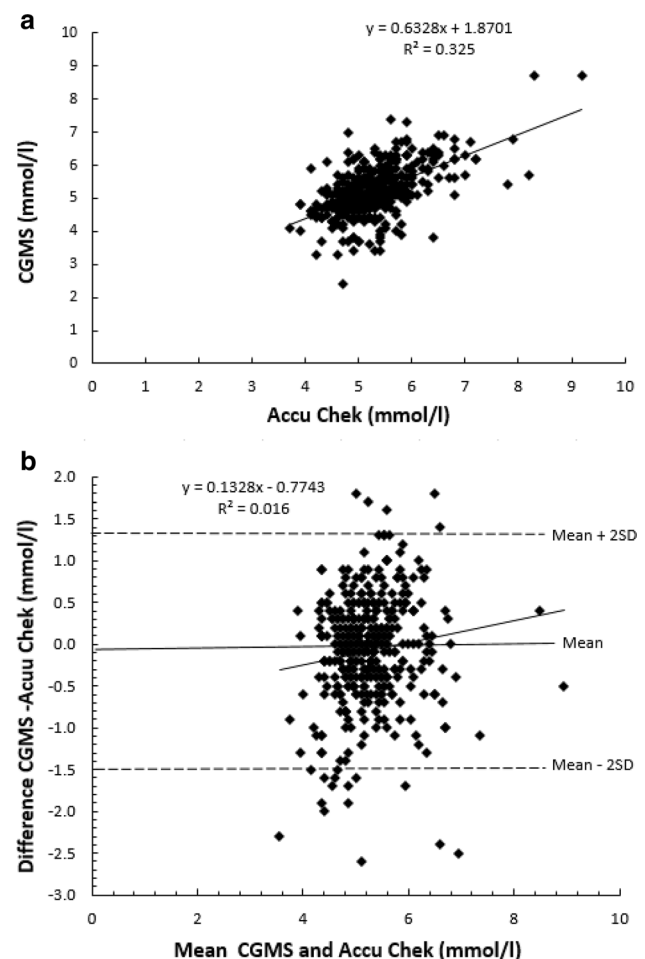 a
y = 0.6328x + 1.8701
R² = 0.325
10
9
8
7
6
5
4
3
2
1
0
CGMS (mmol/l)
0 1 2 3 4 5 6 7 8 9 10
Accu Chek (mmol/l)
b
y = 0.1328x - 0.7743
R² = 0.016
2.0
1.5
1.0
0.5
0.0
-0.5
-1.0
-1.5
-2.0
-2.5
-3.0
Difference CGMS -Acuu Chek (mmol/l)
Mean + 2SD
Mean
Mean - 2SD
0 2 4 6 8 10
Mean CGMS and Accu Chek (mmol/l)